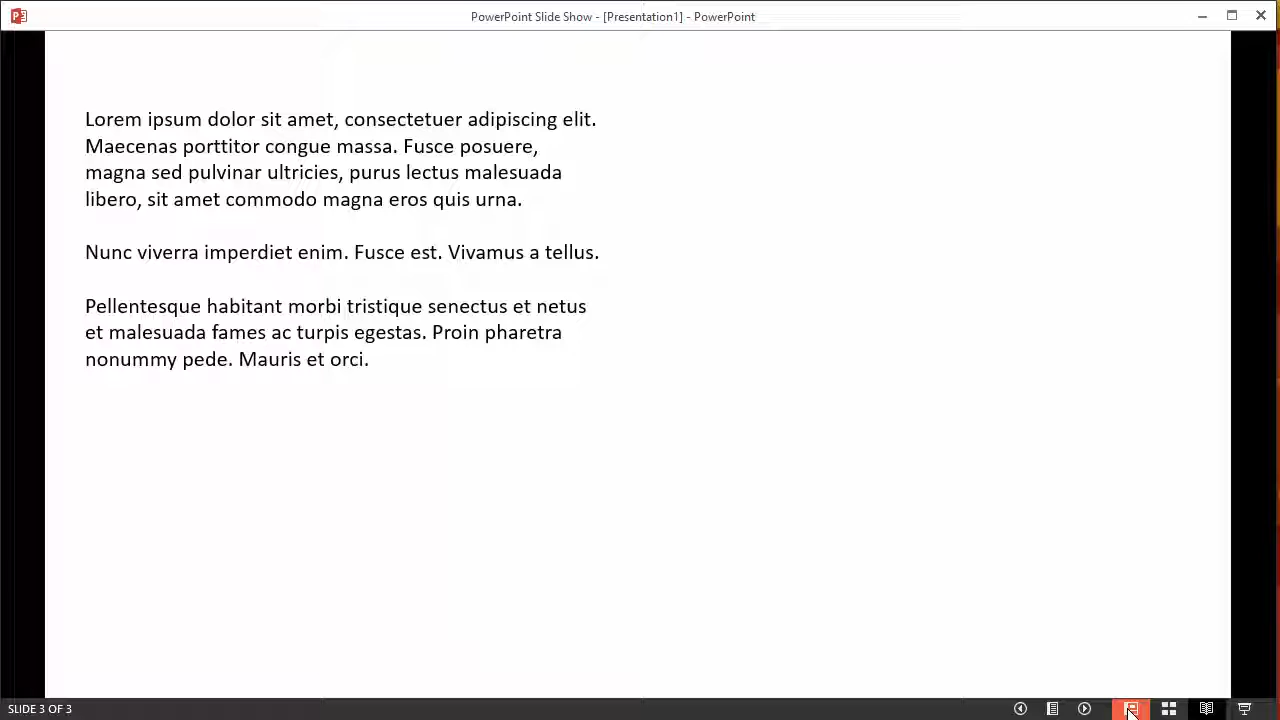 PowerPoint Slide Show - [Presentation1] - PowerPoint
Lorem ipsum dolor sit amet, consectetuer adipiscing elit.
Maecenas porttitor congue massa. Fusce posuere,
magna sed pulvinar ultricies, purus lectus malesuada
libero, sit amet commodo magna eros quis urna.
Nunc viverra imperdiet enim. Fusce est. Vivamus a tellus.
Pellentesque habitant morbi tristique senectus et netus
et malesuada fames ac turpis egestas. Proin pharetra
nonummy pede. Mauris et orci.
SLIDE 3 OF 3